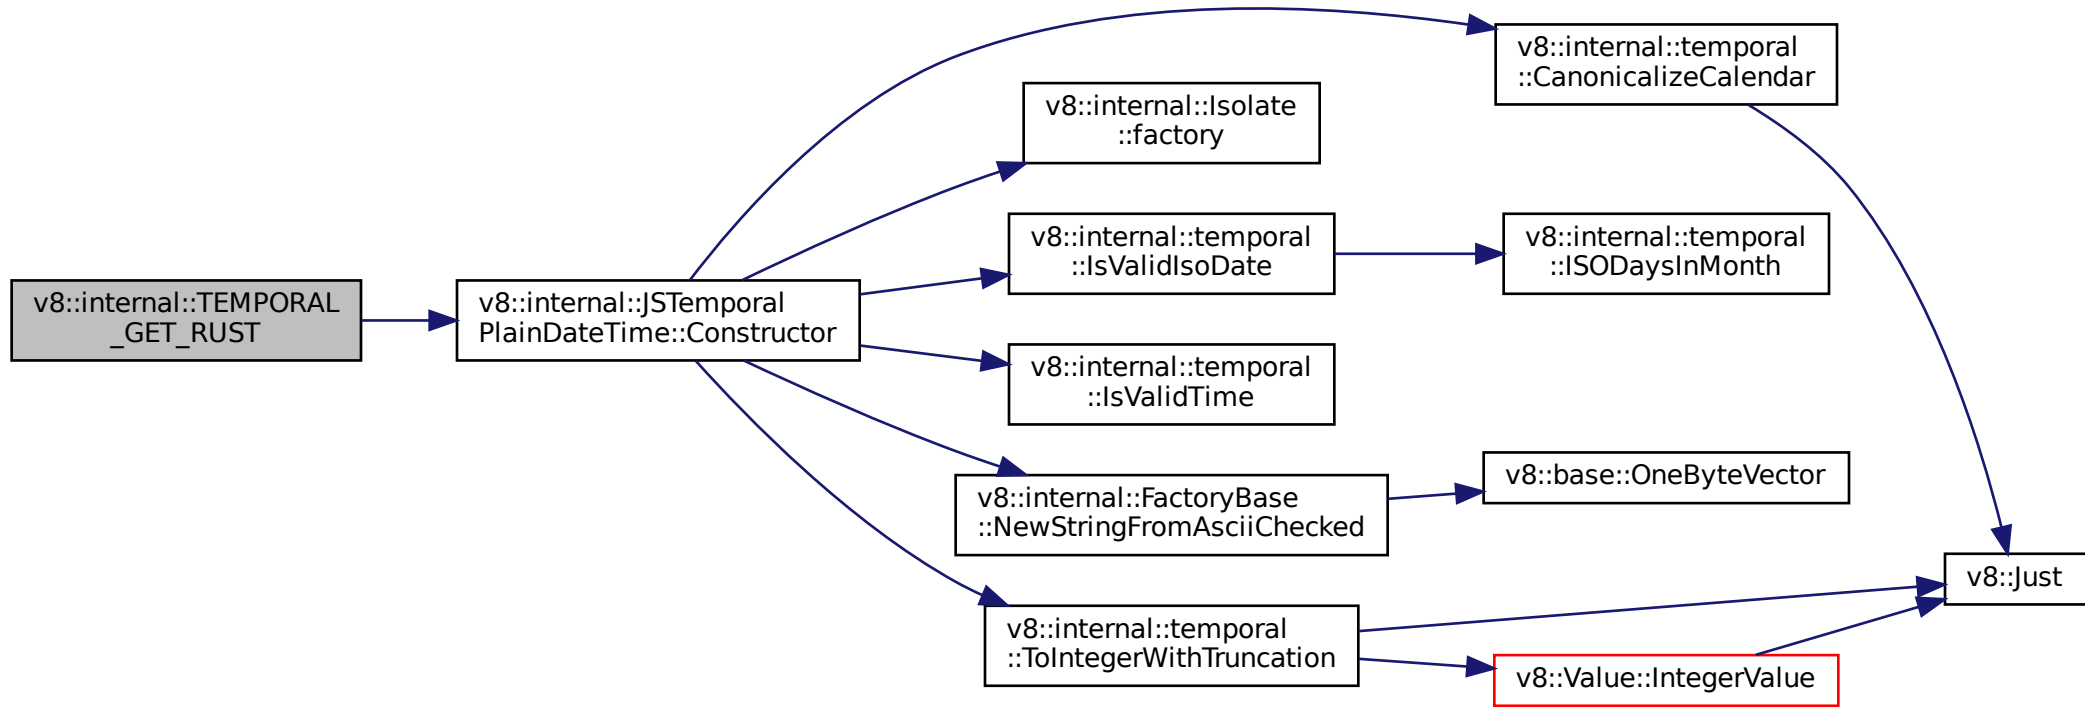 v8::internal::TEMPORAL
_GET_RUST
v8::internal::JSTemporal
PlainDateTime::Constructor
v8::internal::temporal
::CanonicalizeCalendar
v8::internal::Isolate
::factory
v8::internal::temporal
::IsValidIsoDate
v8::internal::temporal
::ISODaysInMonth
v8::internal::temporal
::IsValidTime
v8::internal::FactoryBase
::NewStringFromAsciiChecked
v8::base::OneByteVector
v8::internal::temporal
::ToIntegerWithTruncation
v8::Value::IntegerValue
v8::Just